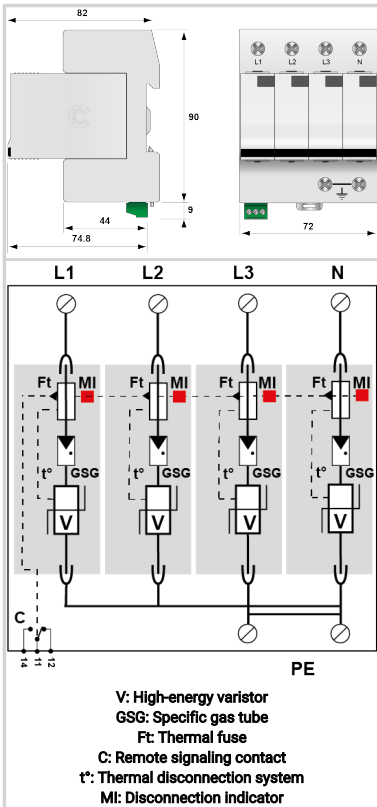 82
L1 L2 L3 N
90
9
44
74.8
72
L1 L2 L3 N
Ft MI Ft MI Ft MI Ft MI
t° GSG t° GSG t° GSG t° GSG
V V V V
C
14 11 12
PE
V: High-energy varistor
GSG: Specific gas tube
Ft: Thermal fuse
C: Remote signaling contact
t°: Thermal disconnection system
MI: Disconnection indicator